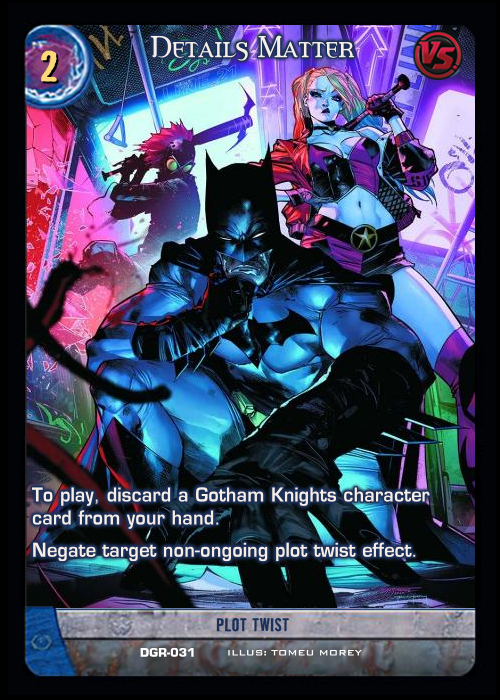 2
Details Matter
VS
To play, discard a Gotham Knights character
card from your hand.
Negate target non-ongoing plot twist effect.
PLOT TWIST
DGR-031 ILLUS: TOMEU MOREY